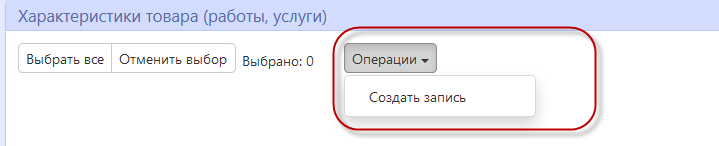 Характеристики товара (работы, услуги)
Выбрать все Отменить выбор Выбрано: 0 Операции
Создать запись